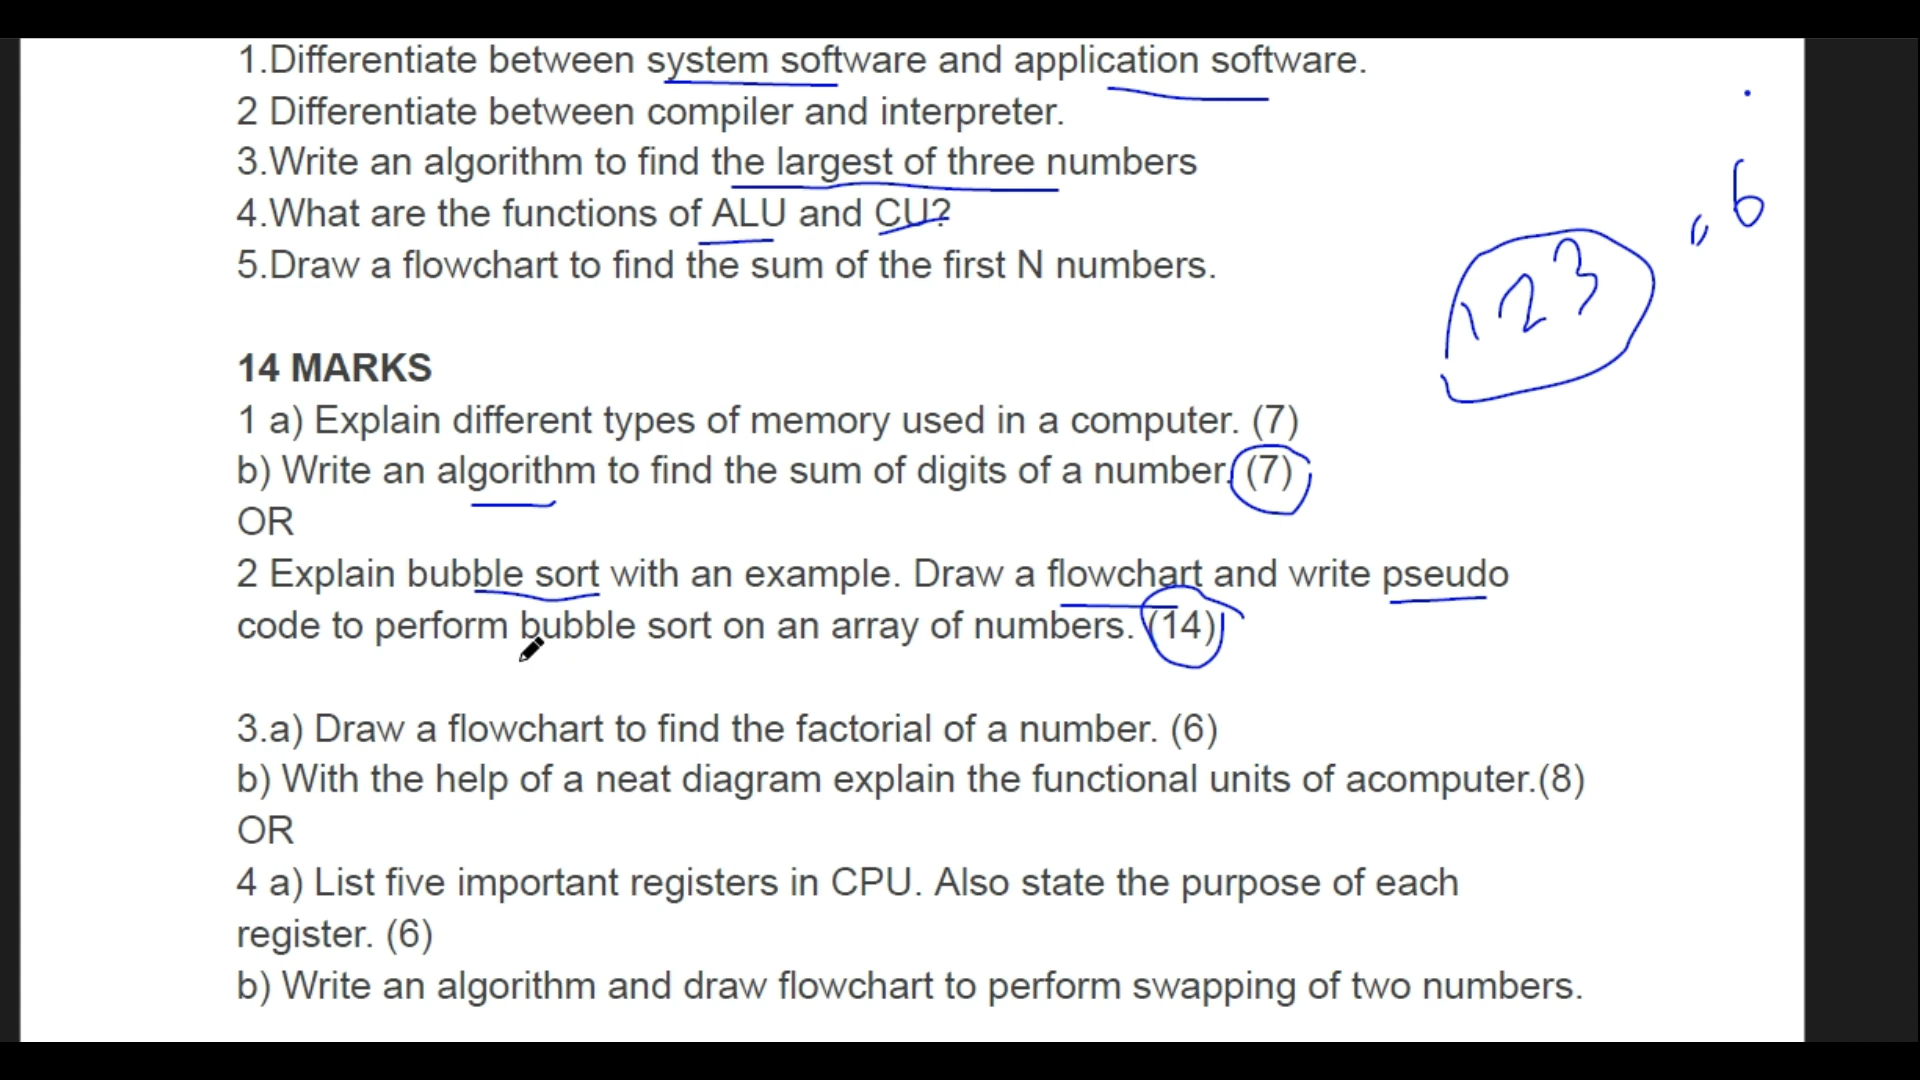 1.Differentiate between system software and application software.
2 Differentiate between compiler and interpreter.
3.Write an algorithm to find the largest of three numbers
4.What are the functions of ALU and CU?
5.Draw a flowchart to find the sum of the first N numbers.
6
123
14 MARKS
1 a) Explain different types of memory used in a computer. (7)
b) Write an algorithm to find the sum of digits of a number. (7)
OR
2 Explain bubble sort with an example. Draw a flowchart and write pseudo
code to perform bubble sort on an array of numbers. (14)
3.a) Draw a flowchart to find the factorial of a number. (6)
b) With the help of a neat diagram explain the functional units of acomputer.(8)
OR
4 a) List five important registers in CPU. Also state the purpose of each
register. (6)
b) Write an algorithm and draw flowchart to perform swapping of two numbers.